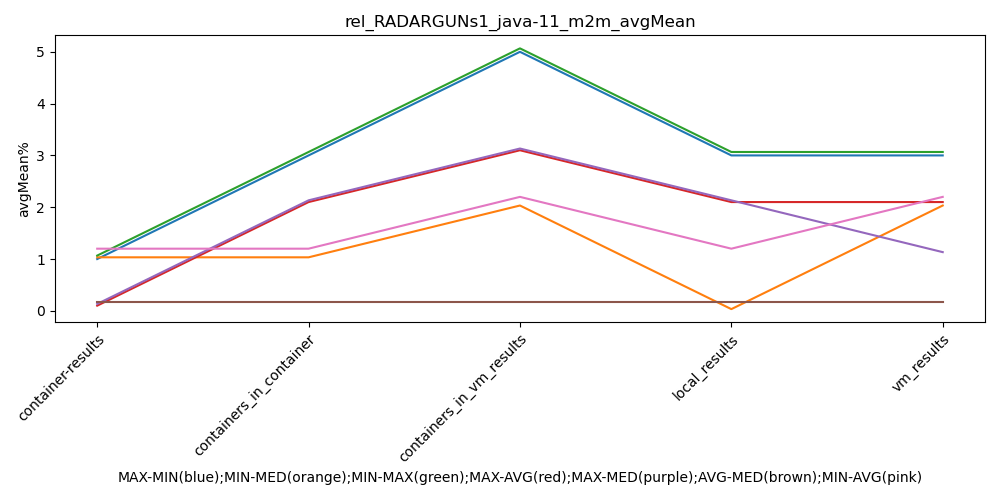 rel_RADARGUNs1_java-11_m2m_avgMean
avgMean%
5
4
3
2
1
0
container-results
containers_in_container
containers_in_vm_results
local_results
vm_results
MAX-MIN(blue);MIN-MED(orange);MIN-MAX(green);MAX-AVG(red);MAX-MED(purple);AVG-MED(brown);MIN-AVG(pink)